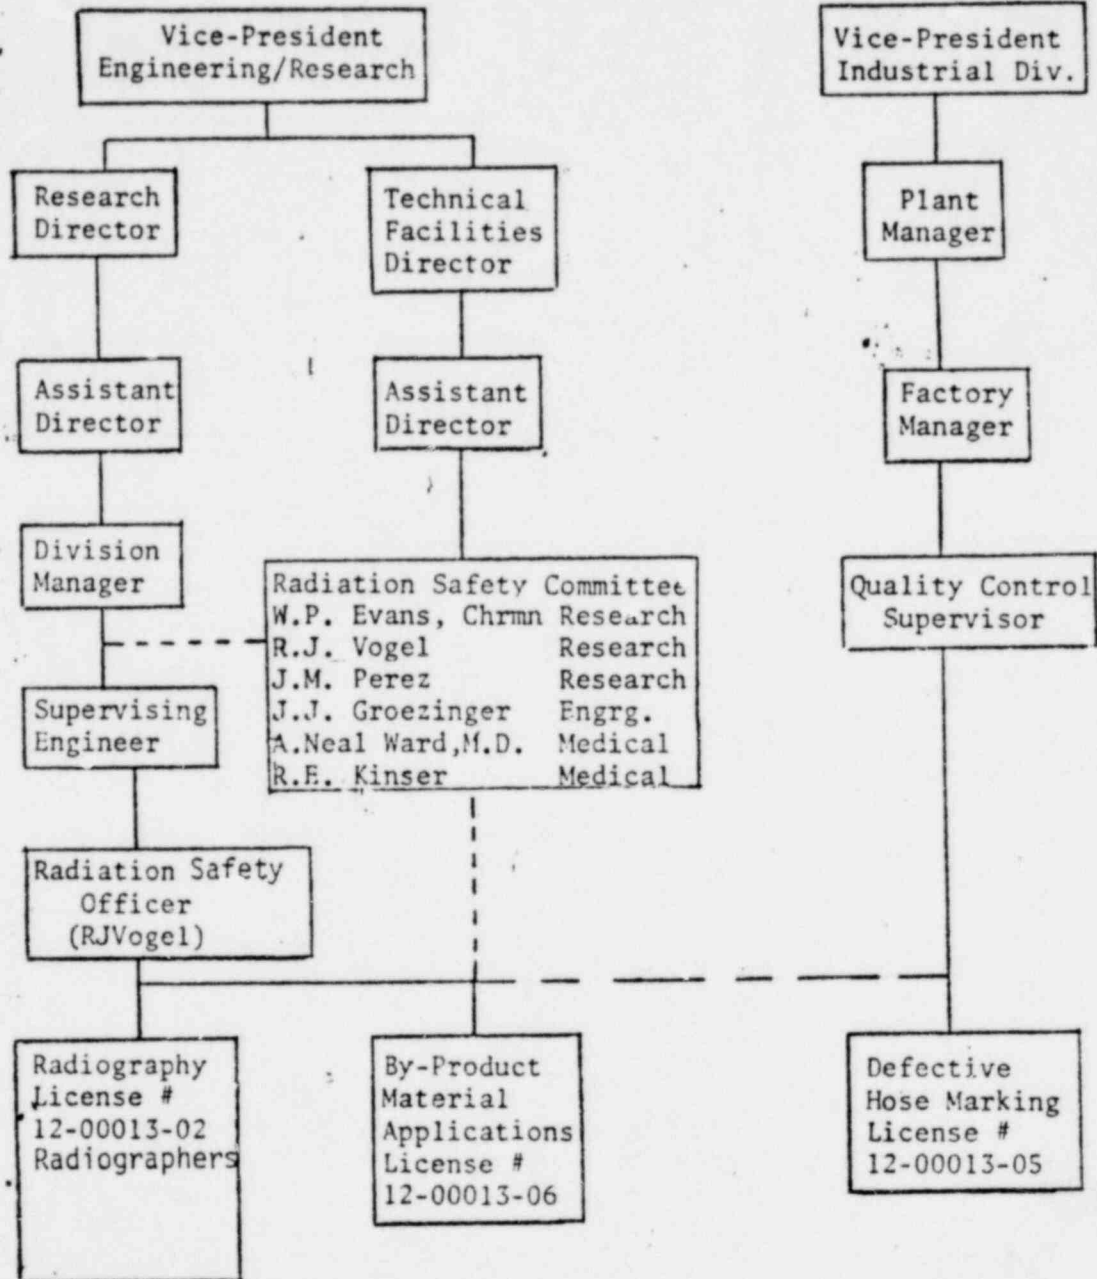 Vice-President
Engineering/Research
Vice-President
Industrial Div.
Research
Director
Technical
Facilities
Director
Plant
Manager
Assistant
Director
Assistant
Director
Factory
Manager
Division
Manager
Radiation Safety Committee
W.P. Evans, Chrmn Research
R.J. Vogel Research
J.M. Perez Research
J.J. Groezinger Engrg.
A.Neal Ward,M.D. Medical
R.E. Kinser Medical
Quality Control
Supervisor
Supervising
Engineer
Radiation Safety
Officer
(RJVogel)
Radiography
License #
12-00013-02
Radiographers
By-Product
Material
Applications
License #
12-00013-06
Defective
Hose Marking
License #
12-00013-05